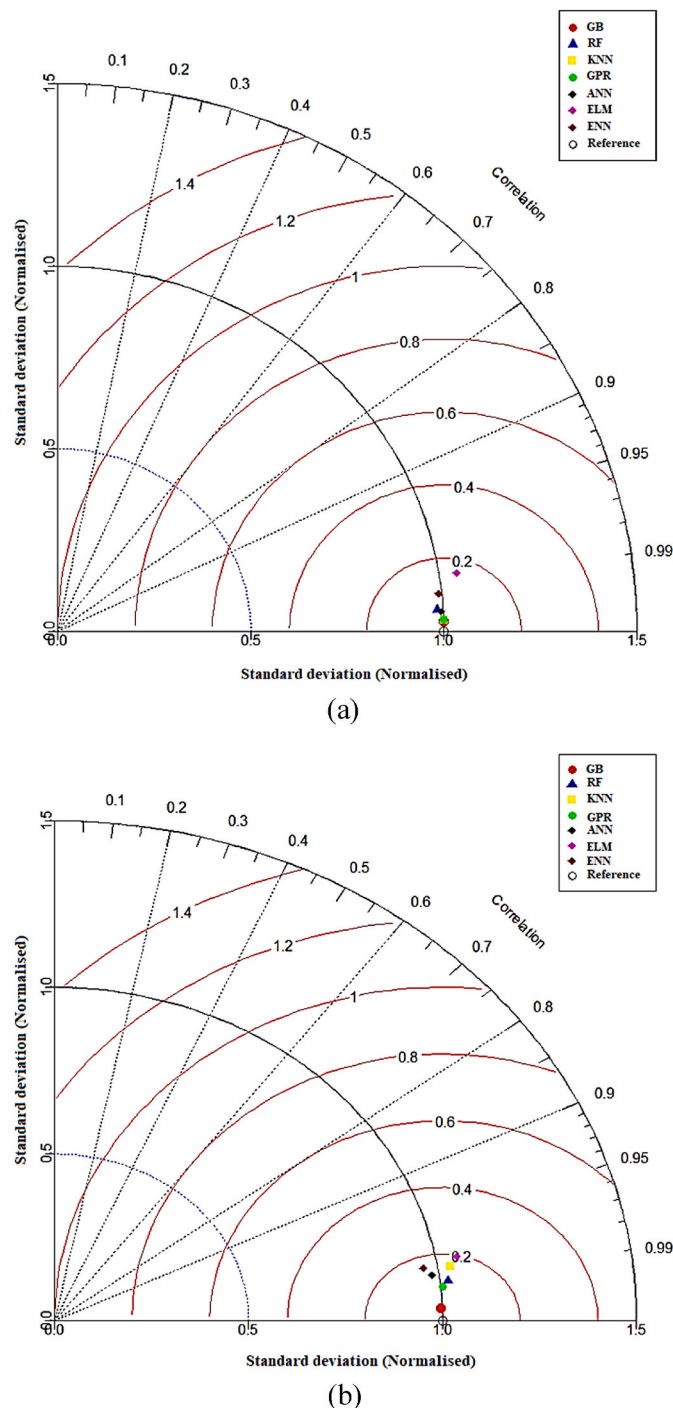 GB
RF
KNN
GPR
ANN
ELM
ENN
Reference
0.1
0.2
0.3
0.4
0.5
0.6
0.7
0.8
0.9
0.95
0.99
Correlation
1.5
1.0
0.5
0.0
Standard deviation (Normalised)
1.4
1.2
1
0.8
0.6
0.4
0.2
0.0
0.5
1.0
1.5
Standard deviation (Normalised)
(a)
GB
RF
KNN
GPR
ANN
ELM
ENN
Reference
0.1
0.2
0.3
0.4
0.5
0.6
0.7
0.8
0.9
0.95
0.99
Correlation
1.5
1.0
0.5
0.0
Standard deviation (Normalised)
1.4
1.2
1
0.8
0.6
0.4
0.2
0.0
0.5
1.0
1.5
Standard deviation (Normalised)
(b)